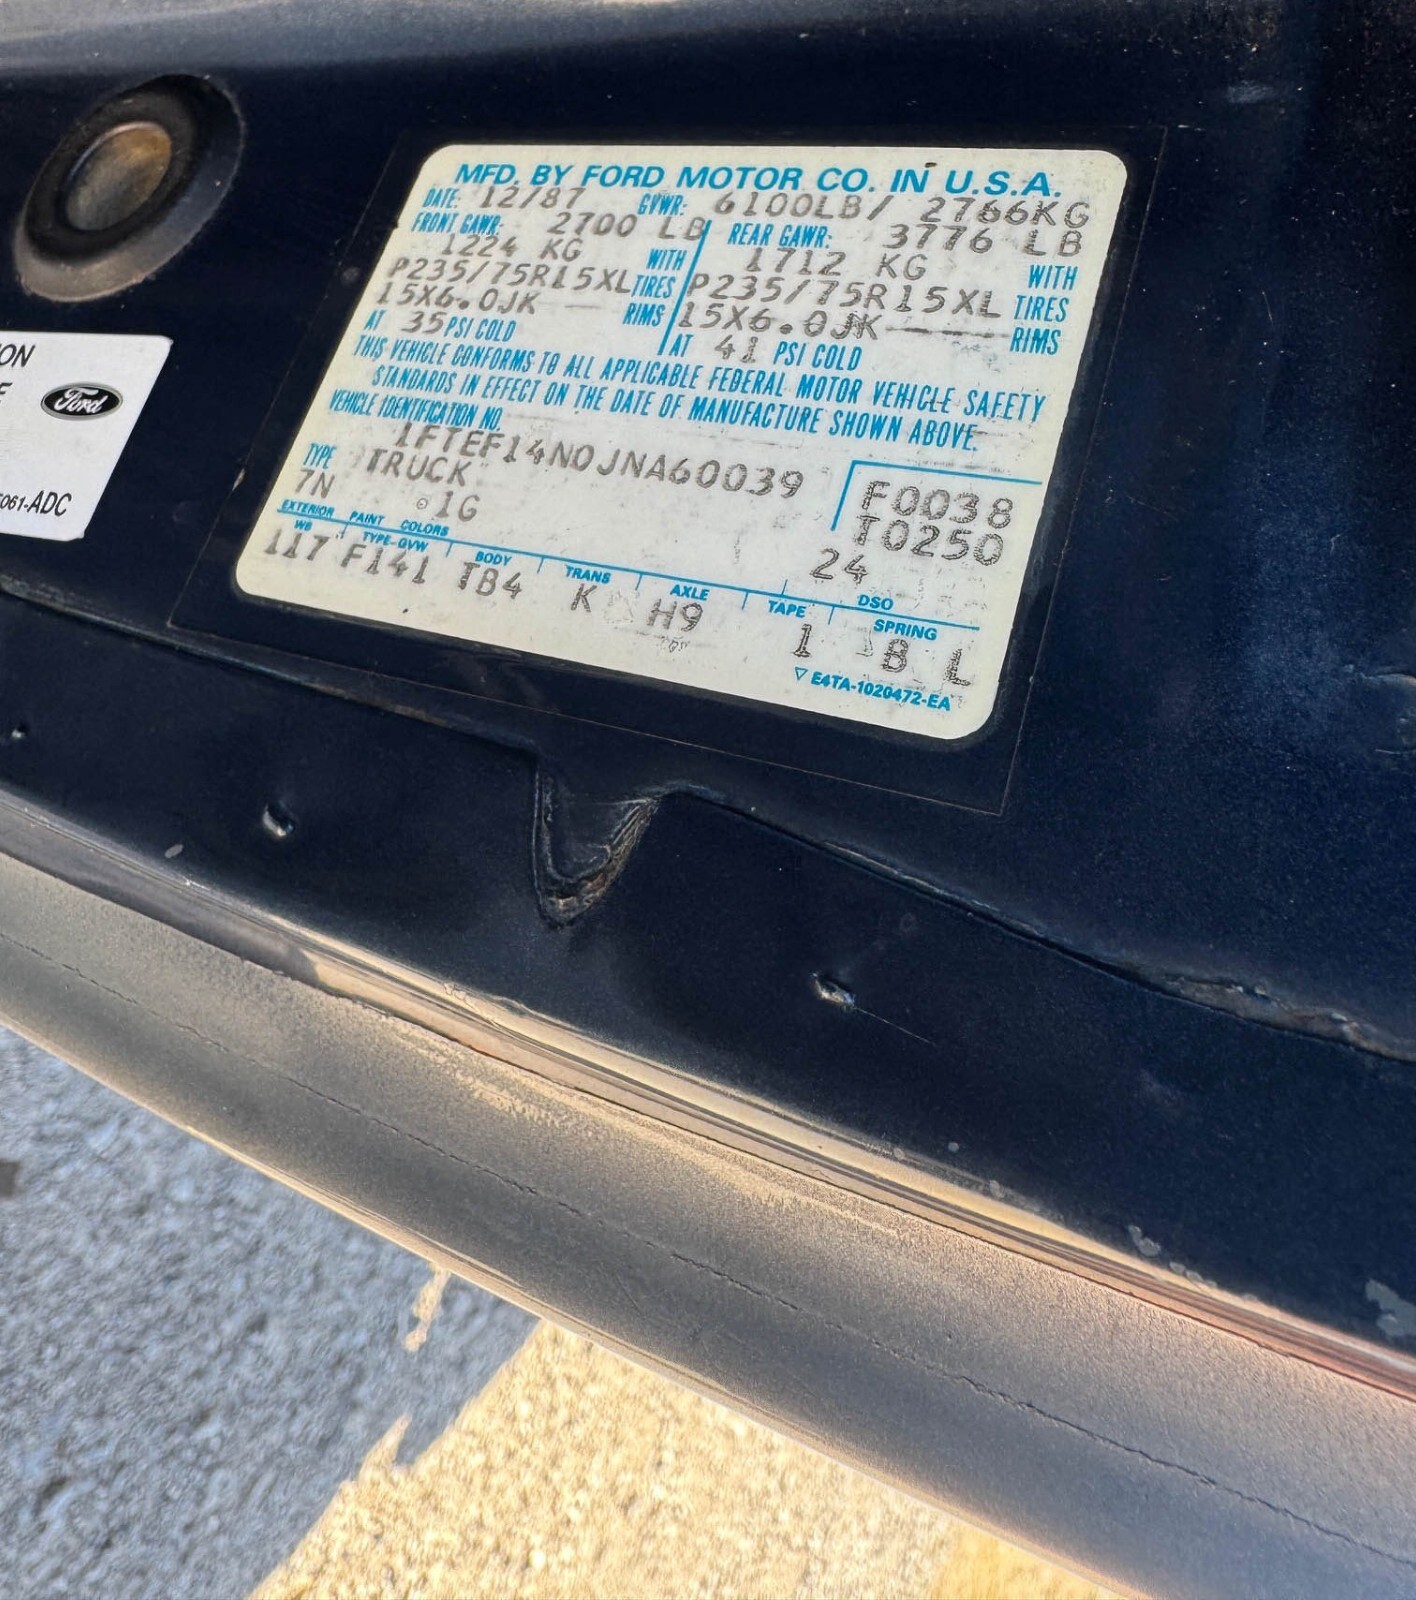 MFD. BY FORD MOTOR CO. IN U.S.A.
DATE: 12/87 GVWR: 6100LB/ 2766KG
FRONT GAWR: 2700 LB REAR GAWR: 3776 LB
1224 KG WITH 1712 KG WITH
P235/75R15XL TIRES P235/75R15XL TIRES
15X6.0JK RIMS 15X6.0JK RIMS
AT 35 PSI COLD AT 41 PSI COLD
THIS VEHICLE CONFORMS TO ALL APPLICABLE FEDERAL MOTOR VEHICLE SAFETY
STANDARDS IN EFFECT ON THE DATE OF MANUFACTURE SHOWN ABOVE.
VEHICLE IDENTIFICATION NO.
1FTEF14N0JNA60039
TYPE TRUCK F0038
7N 1G T0250
EXTERIOR PAINT COLORS 24 DSO
WB TYPE-GVW BODY TRANS AXLE TAPE SPRING
117 F141 TB4 K H9 1 B L
E4TA-1020472-EA
ION
E
Ford
061-ADC